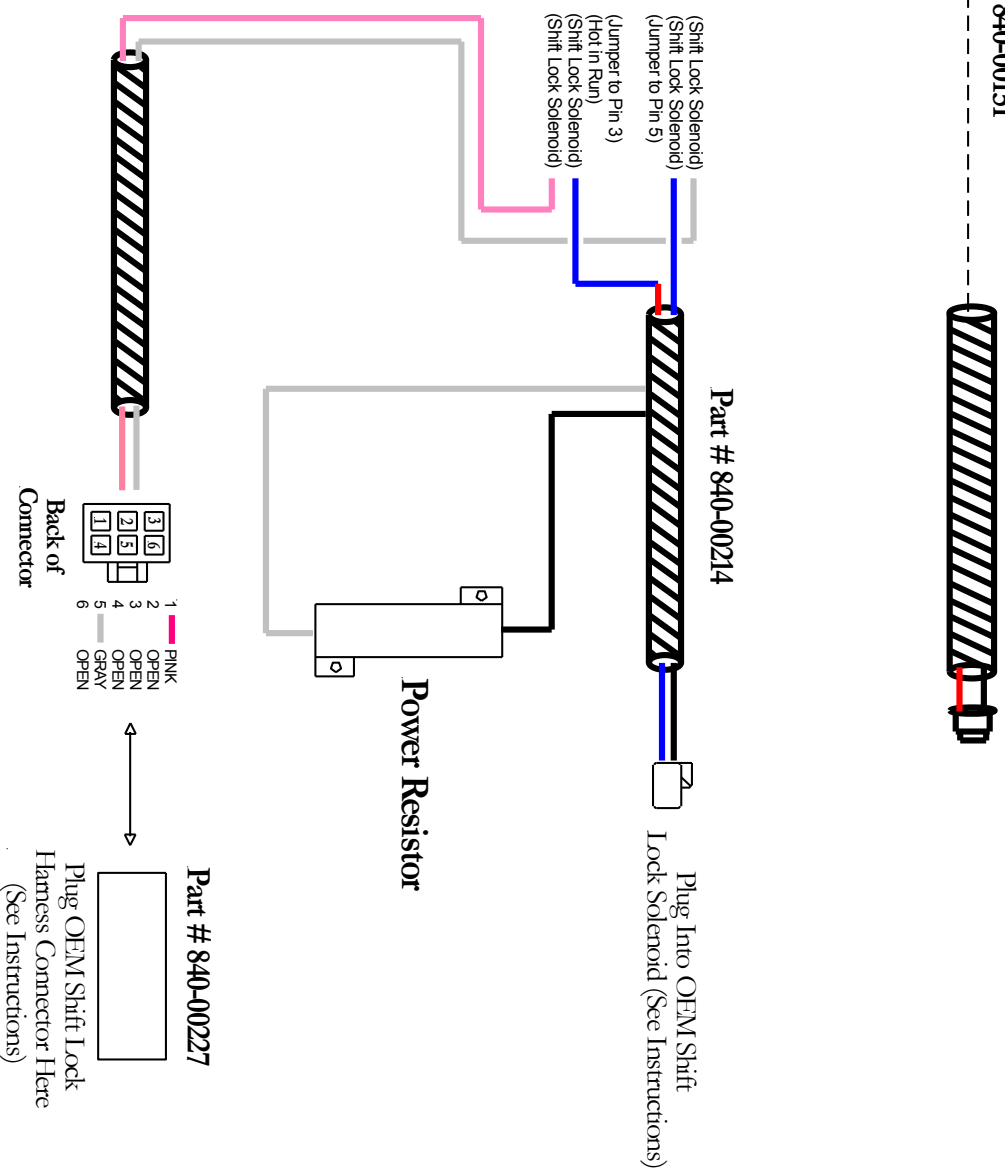 840-00151
(Shift Lock Solenoid)
(Shift Lock Solenoid)
(Jumper to Pin 5)
(Jumper to Pin 3)
(Hot in Run)
(Shift Lock Solenoid)
(Shift Lock Solenoid)
Part # 840-00214
Plug Into OEM Shift
Lock Solenoid (See Instructions)
Power Resistor
3 6
2 5
1 4
Back of
Connector
1 PINK
2 OPEN
3 OPEN
4 OPEN
5 GRAY
6 OPEN
Part # 840-00227
Plug OEM Shift Lock
Harness Connector Here
(See Instructions)